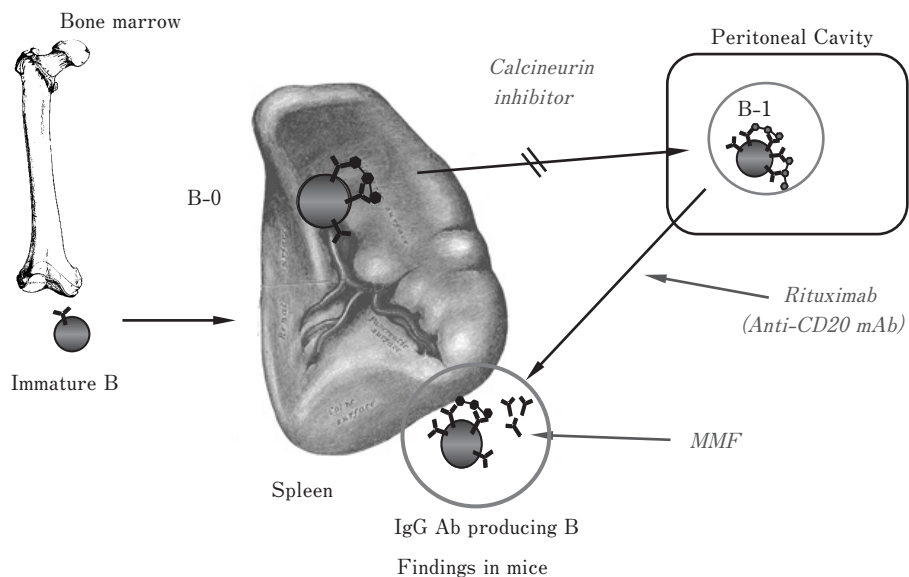 Bone marrow
Peritoneal Cavity
Calcineurin
inhibitor
B-1
B-0
Rituximab
(Anti-CD20 mAb)
Immature B
MMF
Spleen
IgG Ab producing B
Findings in mice